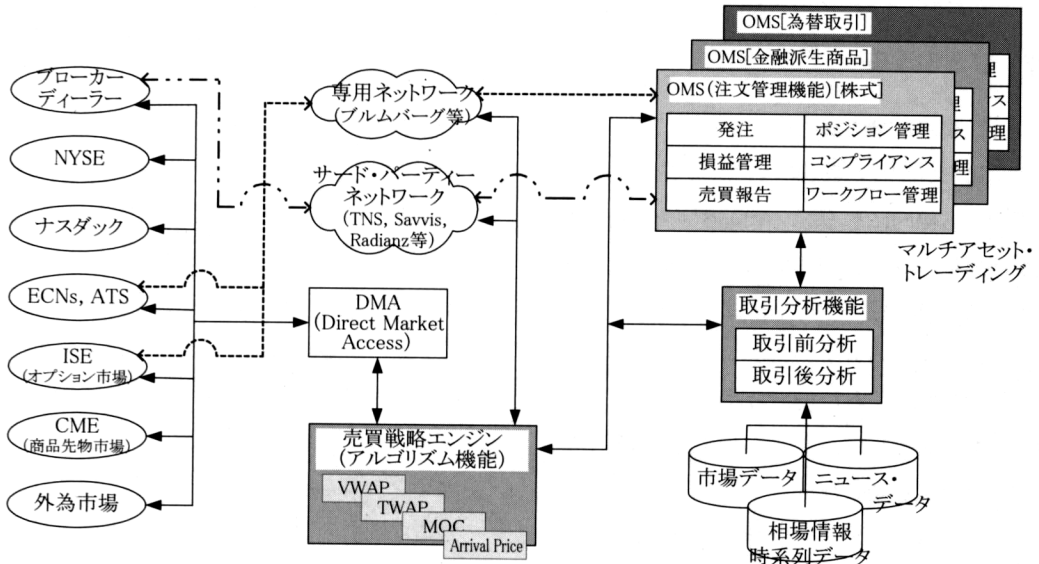 ブローカー
ディーラー
NYSE
ナスダック
ECNs, ATS
ISE
(オプション市場)
CME
(商品先物市場)
外為市場
専用ネットワーク
(ブルムバーグ等)
サード・パーティー
ネットワーク
(TNS, Savvis,
Radianz等)
DMA
(Direct Market
Access)
売買戦略エンジン
(アルゴリズム機能)
VWAP
TWAP
MOC
Arrival Price
OMS[為替取引]
理
ス
理
OMS[金融派生商品]
理
ス
理
OMS(注文管理機能)[株式]
発注 ポジション管理
損益管理 コンプライアンス
売買報告 ワークフロー管理
マルチアセット・
トレーディング
取引分析機能
取引前分析
取引後分析
市場データ
ニュース・
データ
相場情報
時系列データ